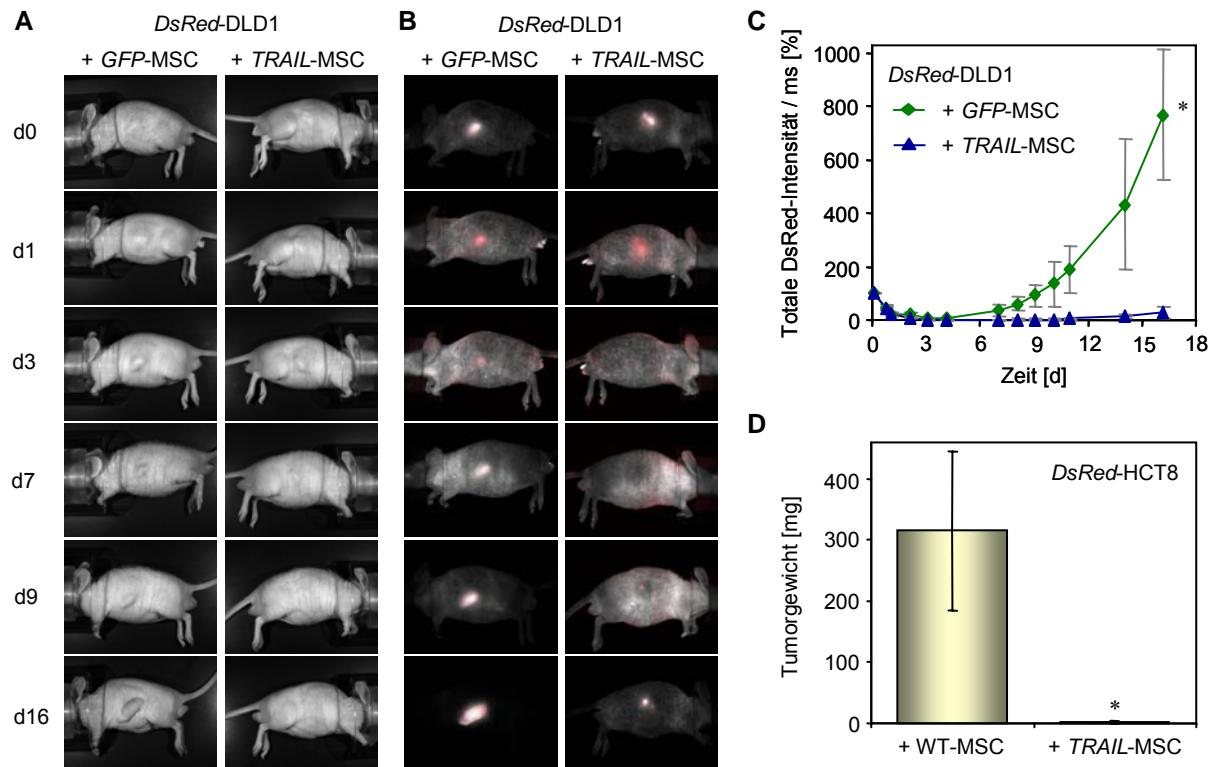 A
DsRed-DLD1
+ GFP-MSC
+ TRAIL-MSC
d0
d1
d3
d7
d9
d16
B
DsRed-DLD1
+ GFP-MSC
+ TRAIL-MSC
C
Totale DsRed-Intensität / ms [%]
1000
800
600
400
200
0
DsRed-DLD1
+ GFP-MSC
+ TRAIL-MSC
*
0 3 6 9 12 15 18
Zeit [d]
D
Tumorgewicht [mg]
400
300
200
100
0
DsRed-HCT8
*
+ WT-MSC
+ TRAIL-MSC